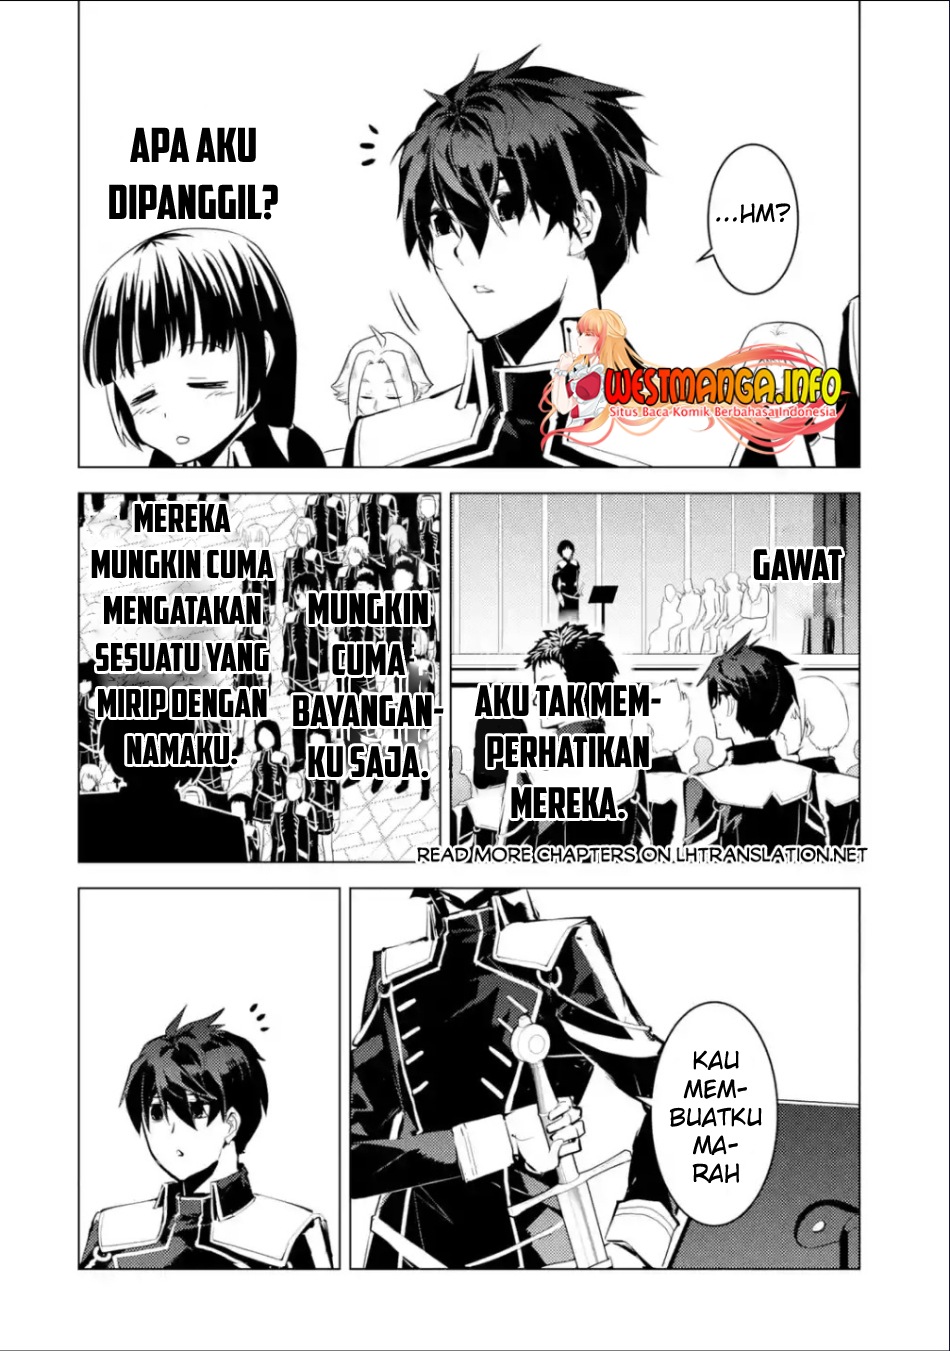 ...HM?
APA AKU
DIPANGGIL?
WESTMANGA.INFO
Situs Baca Komik Berbahasa Indonesia
GAWAT
AKU TAK MEM-
PERHATIKAN
MEREKA.
MUNGKIN
CUMA
BAYANGAN-
KU SAJA.
MEREKA
MUNGKIN CUMA
MENGATAKAN
SESUATU YANG
MIRIP DENGAN
NAMAKU.
READ MORE CHAPTERS ON LHTRANSLATION.NET
KAU
MEM-
BUATKU
MA-
RAH